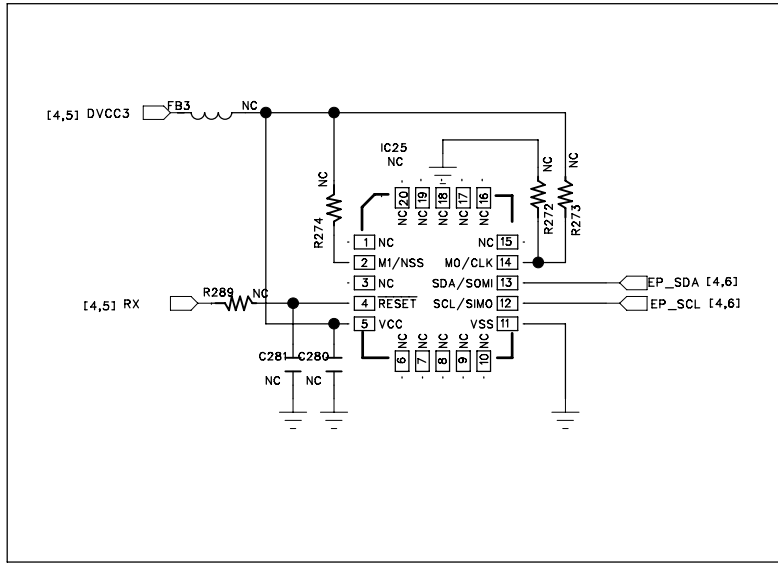 [4,5] DVCC3
FB3
NC
IC25
NC
NC
R274
NC 20
NC 19
NC 18
NC 17
NC 16
NC
R272
NC
R273
1 NC
NC 15
2 M1/NSS
M0/CLK 14
3 NC
SDA/SOMI 13
EP_SDA [4,6]
[4,5] RX
R289
NC
4 RESET
SCL/SIMO 12
EP_SCL [4,6]
5 VCC
VSS 11
C281
NC
C280
NC
6 NC
7 NC
8 NC
9 NC
10 NC